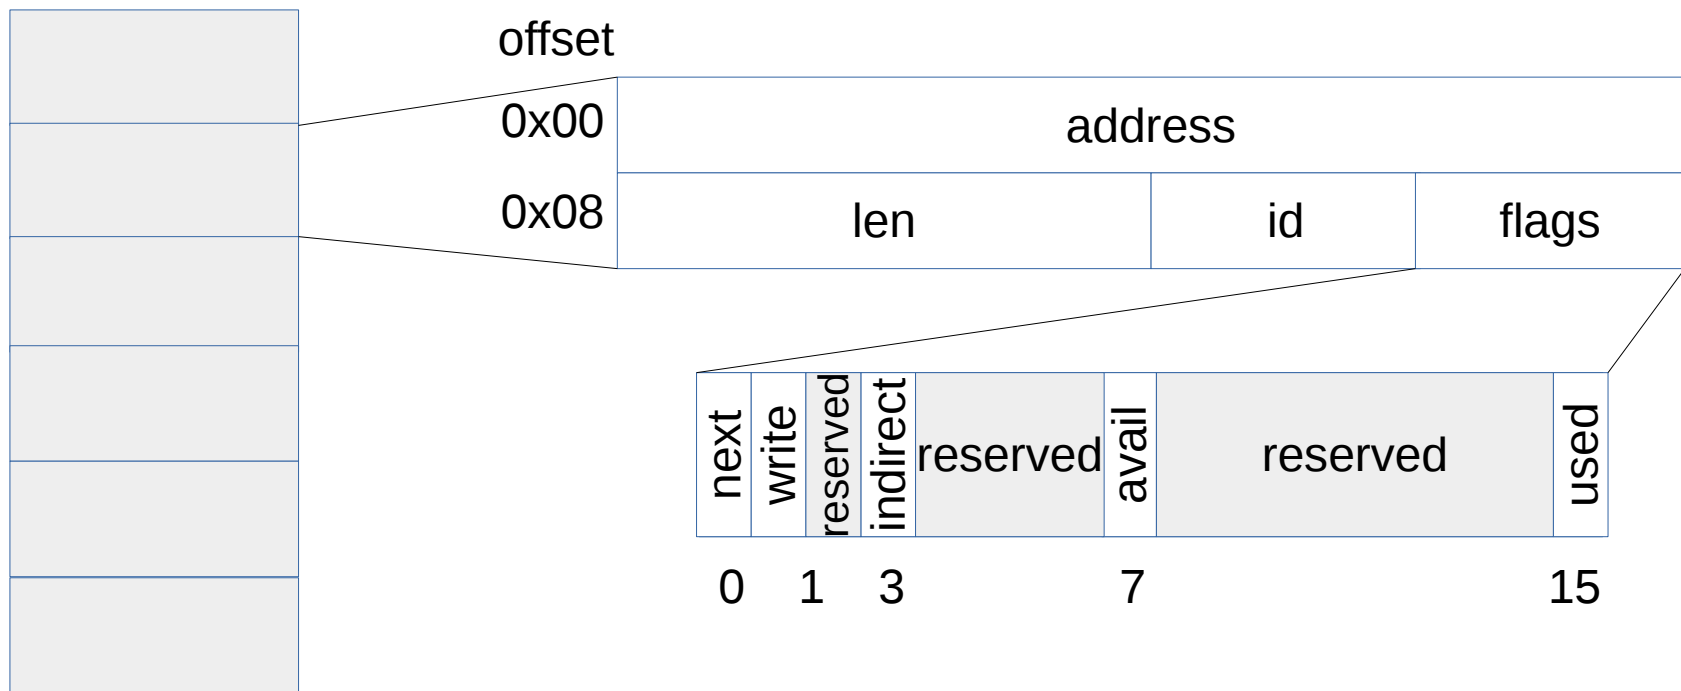 offset
0x00
address
0x08
len
id
flags
next
write
reserved
indirect
reserved
avail
reserved
used
0
1
3
7
15